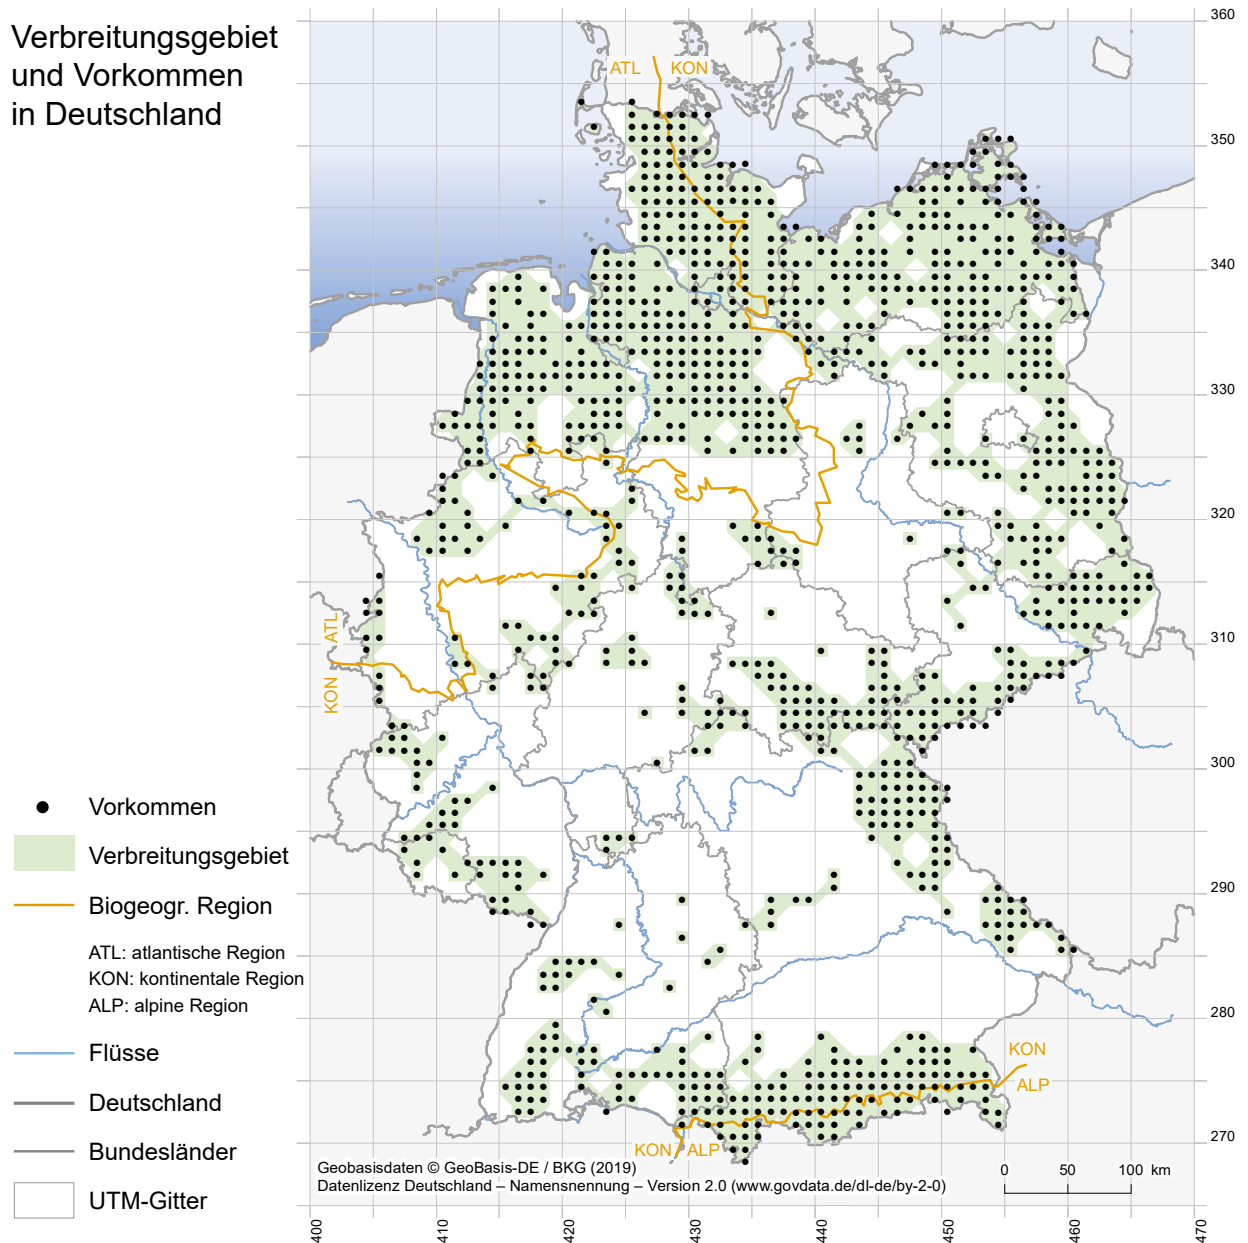 Verbreitungsgebiet
und Vorkommen
in Deutschland
ATL KON
360
350
340
330
320
310
300
290
280
270
ATL
KON
Vorkommen
Verbreitungsgebiet
Biogeogr. Region
ATL: atlantische Region
KON: kontinentale Region
ALP: alpine Region
Flüsse
Deutschland
Bundesländer
UTM-Gitter
KON
ALP
KON ALP
Geobasisdaten © GeoBasis-DE / BKG (2019)
Datenlizenz Deutschland – Namensnennung – Version 2.0 (www.govdata.de/dl-de/by-2-0)
0 50 100 km
400 410 420 430 440 450 460 470